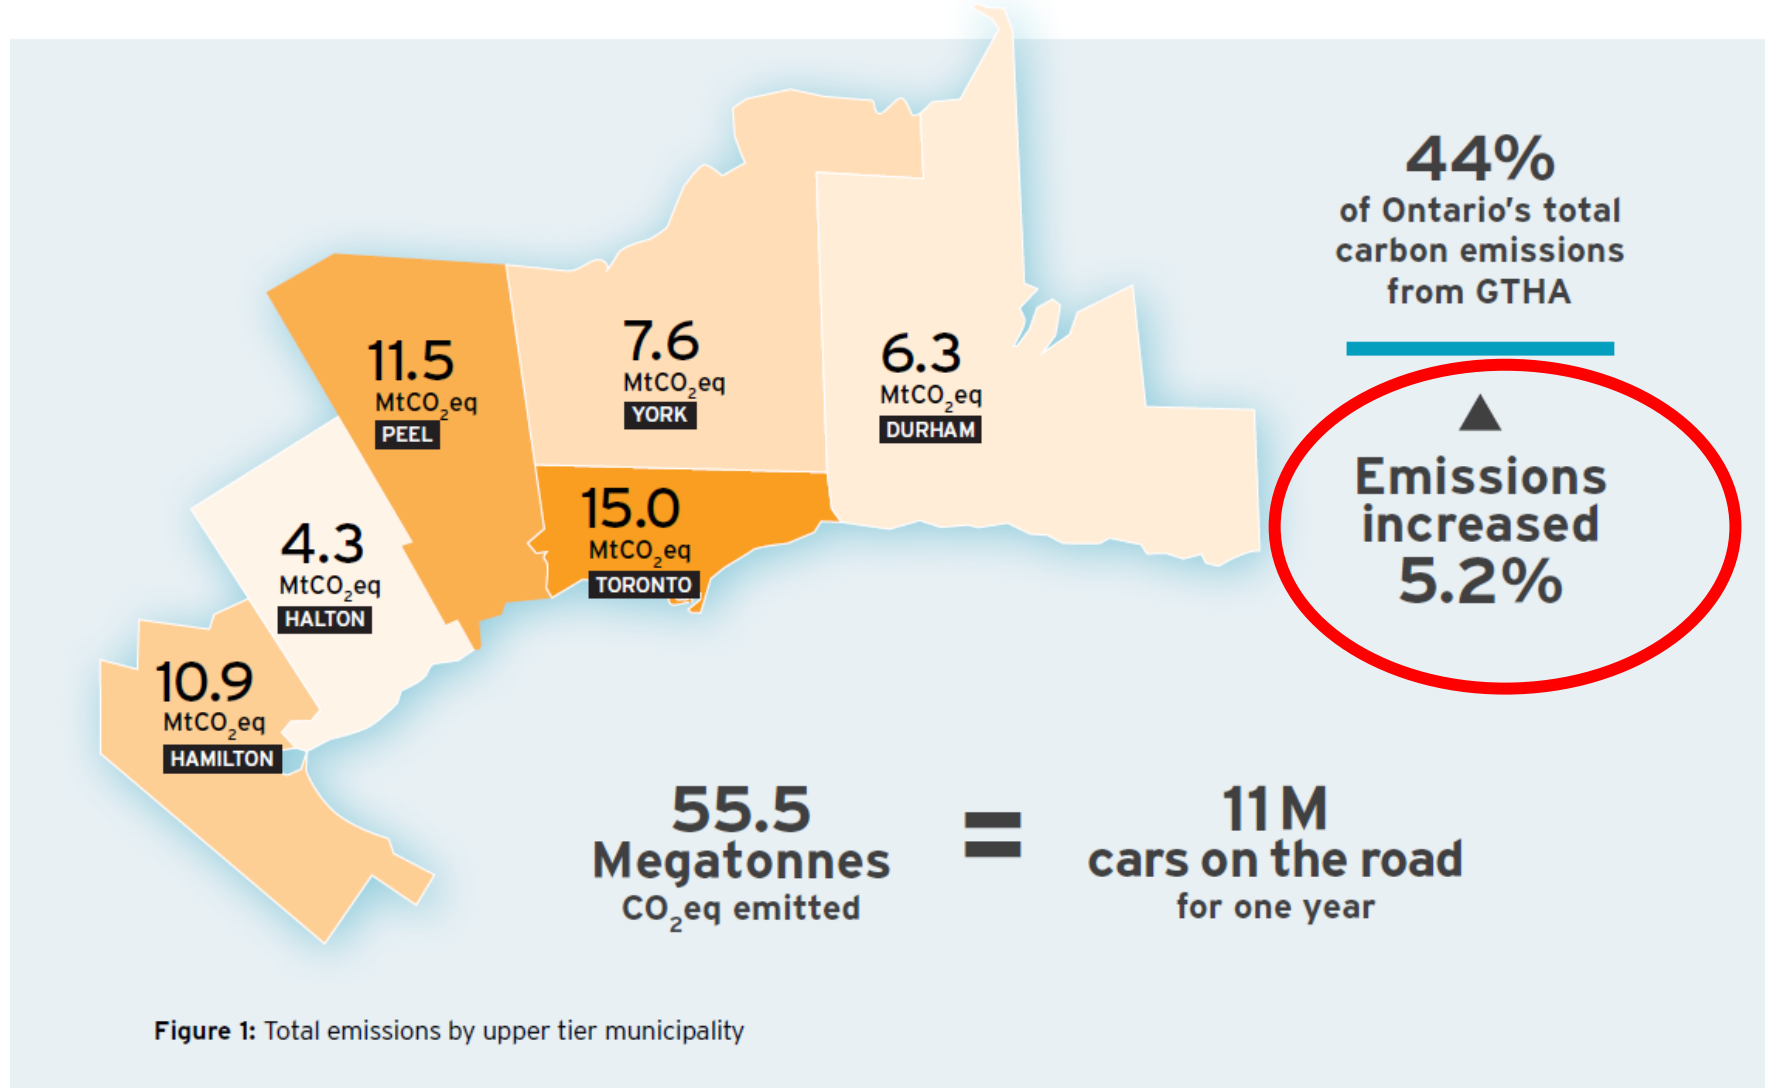 44%
of Ontario's total
carbon emissions
from GTHA
▲
Emissions
increased
5.2%
7.6
MtCO₂eq
YORK
6.3
MtCO₂eq
DURHAM
11.5
MtCO₂eq
PEEL
15.0
MtCO₂eq
TORONTO
4.3
MtCO₂eq
HALTON
10.9
MtCO₂eq
HAMILTON
55.5
Megatonnes
CO₂eq emitted
=
11 M
cars on the road
for one year
Figure 1: Total emissions by upper tier municipality